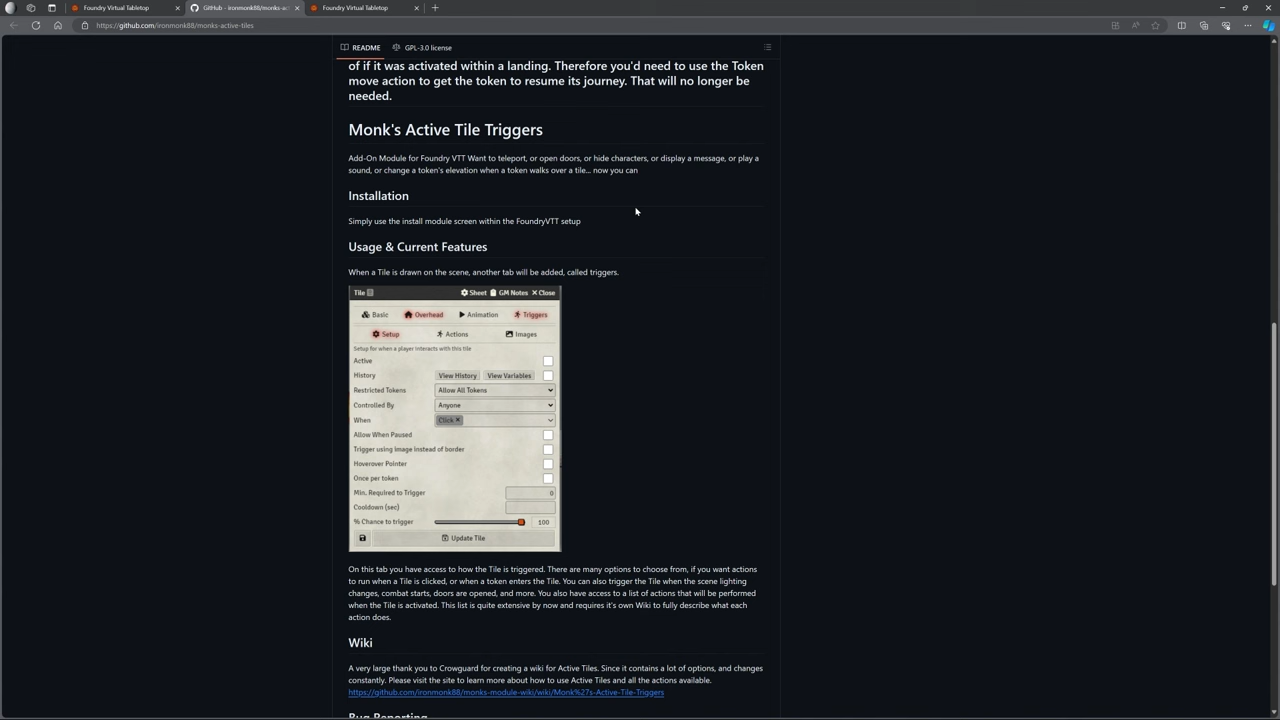 Foundry Virtual Tabletop
GitHub - ironmonk88/monks-ac
Foundry Virtual Tabletop
https://github.com/ironmonk88/monks-active-tiles
README
GPL-3.0 license
of if it was activated within a landing. Therefore you'd need to use the Token
move action to get the token to resume its journey. That will no longer be
needed.
Monk's Active Tile Triggers
Add-On Module for Foundry VTT Want to teleport, or open doors, or hide characters, or display a message, or play a
sound, or change a token's elevation when a token walks over a tile... now you can
Installation
Simply use the install module screen within the FoundryVTT setup
Usage & Current Features
When a Tile is drawn on the scene, another tab will be added, called triggers.
Tile Sheet GM Notes Close
Basic Overhead Animation Triggers
Setup Actions Images
Setup for when a player interacts with this tile
Active
History View History View Variables
Restricted Tokens Allow All Tokens
Controlled By Anyone
When Click ×
Allow When Paused
Trigger using image instead of border
Hoverover Pointer
Once per token
Min, Required to Trigger 0
Cooldown (sec)
% Chance to trigger 100
Update Tile
On this tab you have access to how the Tile is triggered. There are many options to choose from, if you want actions
to run when a Tile is clicked, or when a token enters the Tile. You can also trigger the Tile when the scene lighting
changes, combat starts, doors are opened, and more. You also have access to a list of actions that will be performed
when the Tile is activated. This list is quite extensive by now and requires it's own Wiki to fully describe what each
action does.
Wiki
A very large thank you to Crowguard for creating a wiki for Active Tiles. Since it contains a lot of options, and changes
constantly. Please visit the site to learn more about how to use Active Tiles and all the actions available.
https://github.com/ironmonk88/monks-module-wiki/wiki/Monk%27s-Active-Tile-Triggers
Bug Reporting